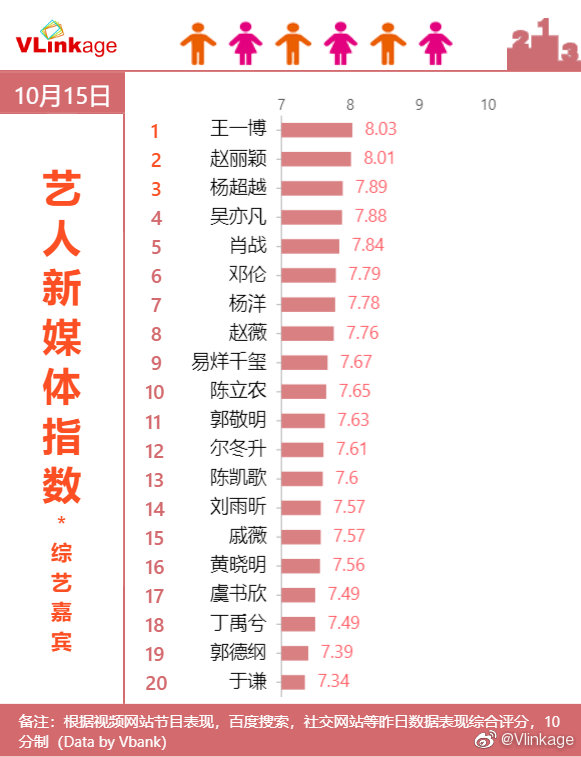 VLinkage
1 2 3
10月15日
艺人新媒体指数
*综艺嘉宾
7 8 9 10
1 王一博 8.03
2 赵丽颖 8.01
3 杨超越 7.89
4 吴亦凡 7.88
5 肖战 7.84
6 邓伦 7.79
7 杨洋 7.78
8 赵薇 7.76
9 易烊千玺 7.67
10 陈立农 7.65
11 郭敬明 7.63
12 尔冬升 7.61
13 陈凯歌 7.6
14 刘雨昕 7.57
15 戚薇 7.57
16 黄晓明 7.56
17 虞书欣 7.49
18 丁禹兮 7.49
19 郭德纲 7.39
20 于谦 7.34
备注：根据视频网站节目表现，百度搜索，社交网站等昨日数据表现综合评分，10
分制（Data by Vbank）
@Vlinkage